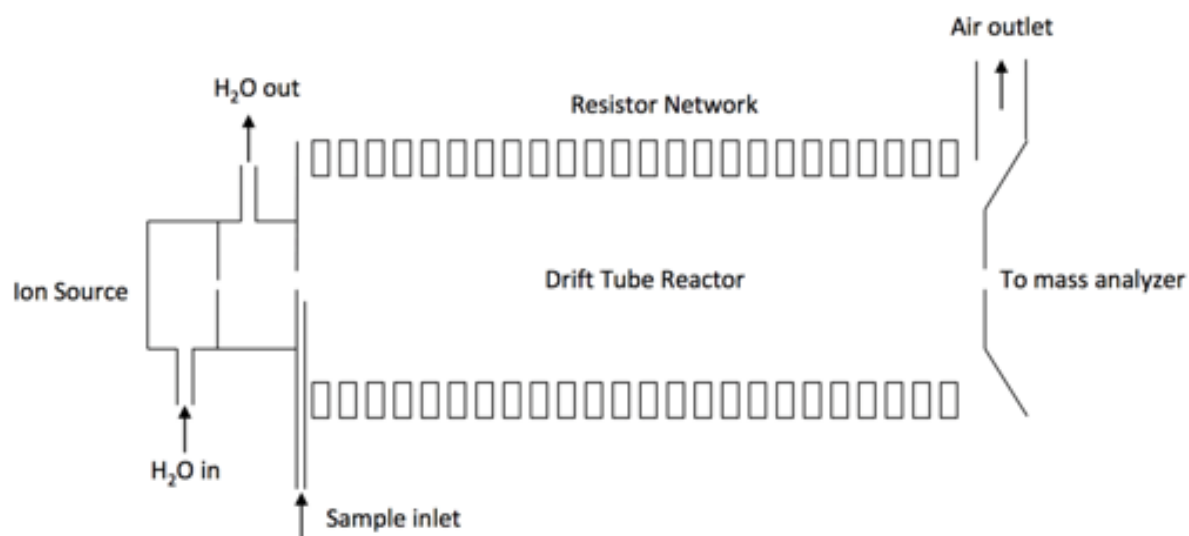 Air outlet
H₂O out
Resistor Network
Ion Source
Drift Tube Reactor
To mass analyzer
H₂O in
Sample inlet